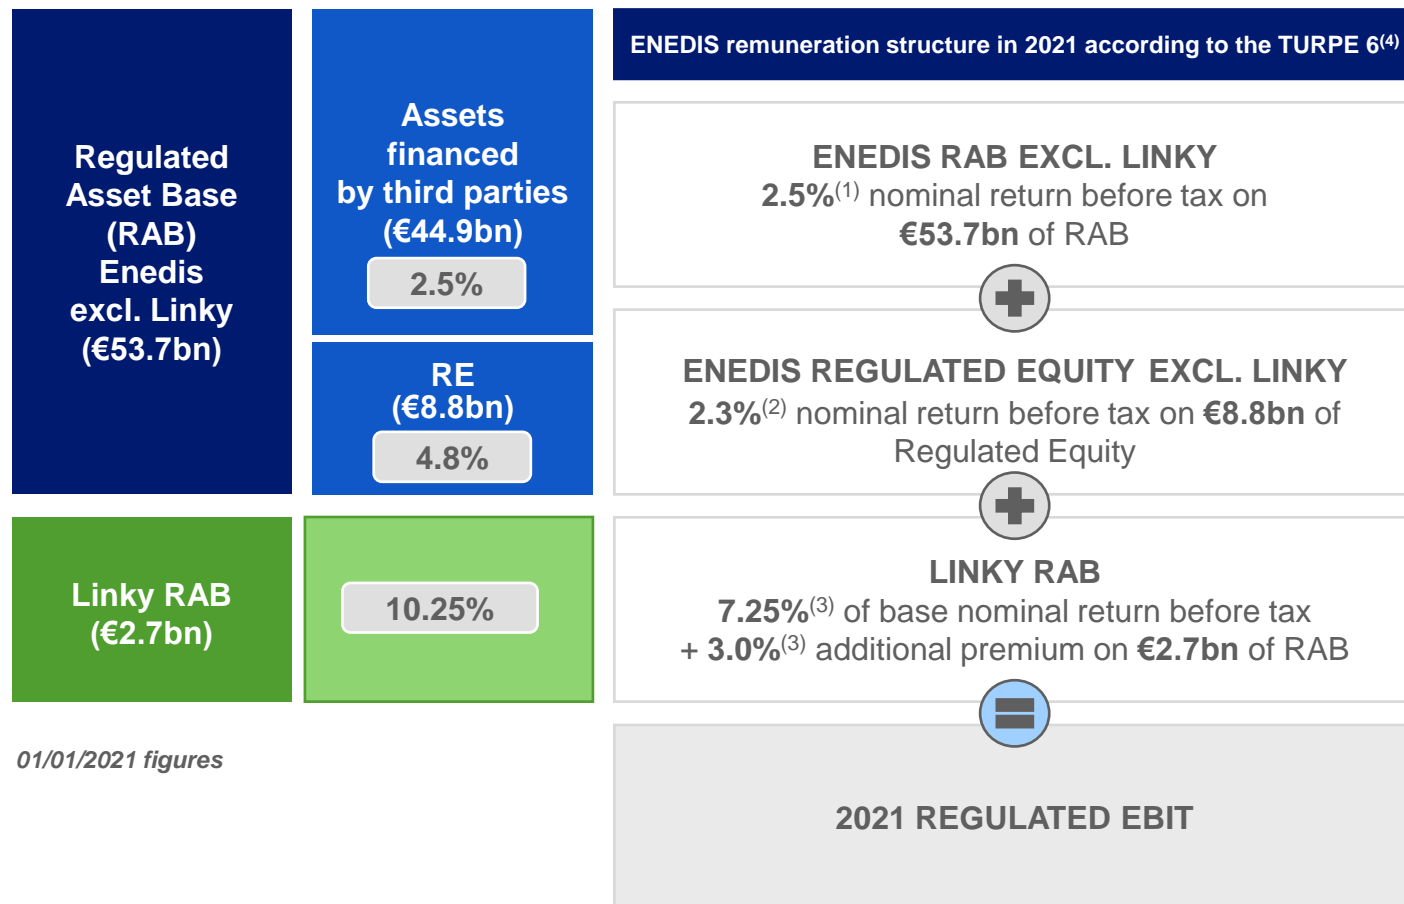 Regulated
Asset Base
(RAB)
Enedis
excl. Linky
(€53.7bn)
Assets
financed
by third parties
(€44.9bn)
2.5%
RE
(€8.8bn)
4.8%
Linky RAB
(€2.7bn)
10.25%
01/01/2021 figures
ENEDIS remuneration structure in 2021 according to the TURPE 6(4)
ENEDIS RAB EXCL. LINKY
2.5%(1) nominal return before tax on
€53.7bn of RAB
ENEDIS REGULATED EQUITY EXCL. LINKY
2.3%(2) nominal return before tax on €8.8bn of
Regulated Equity
LINKY RAB
7.25%(3) of base nominal return before tax
+ 3.0%(3) additional premium on €2.7bn of RAB
2021 REGULATED EBIT